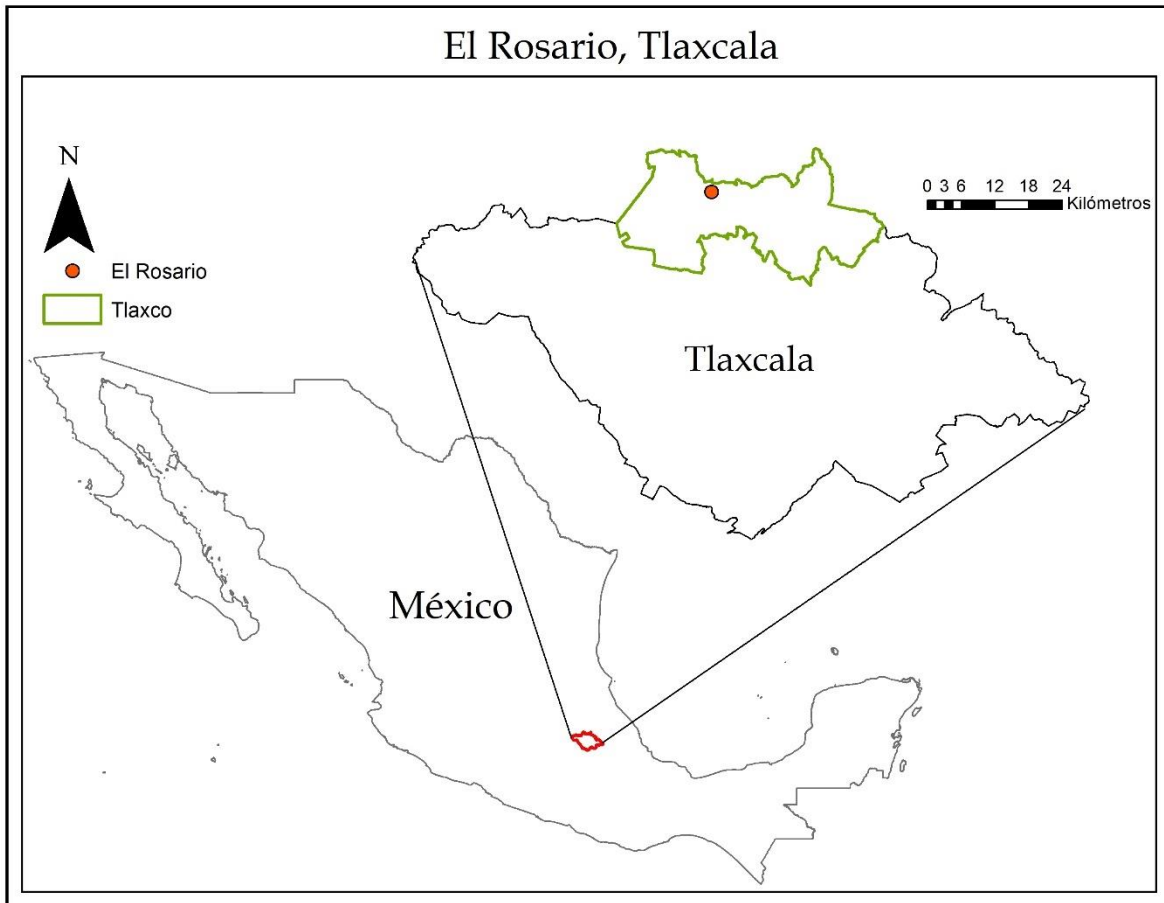 El Rosario, Tlaxcala
N
0 3 6 12 18 24
Kilómetros
El Rosario
Tlaxco
Tlaxcala
México